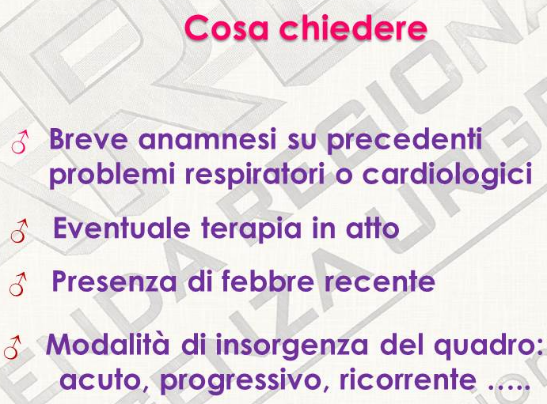 Cosa chiedere
♂ Breve anamnesi su precedenti
problemi respiratori o cardiologici
♂ Eventuale terapia in atto
♂ Presenza di febbre recente
♂ Modalità di insorgenza del quadro:
acuto, progressivo, ricorrente …..